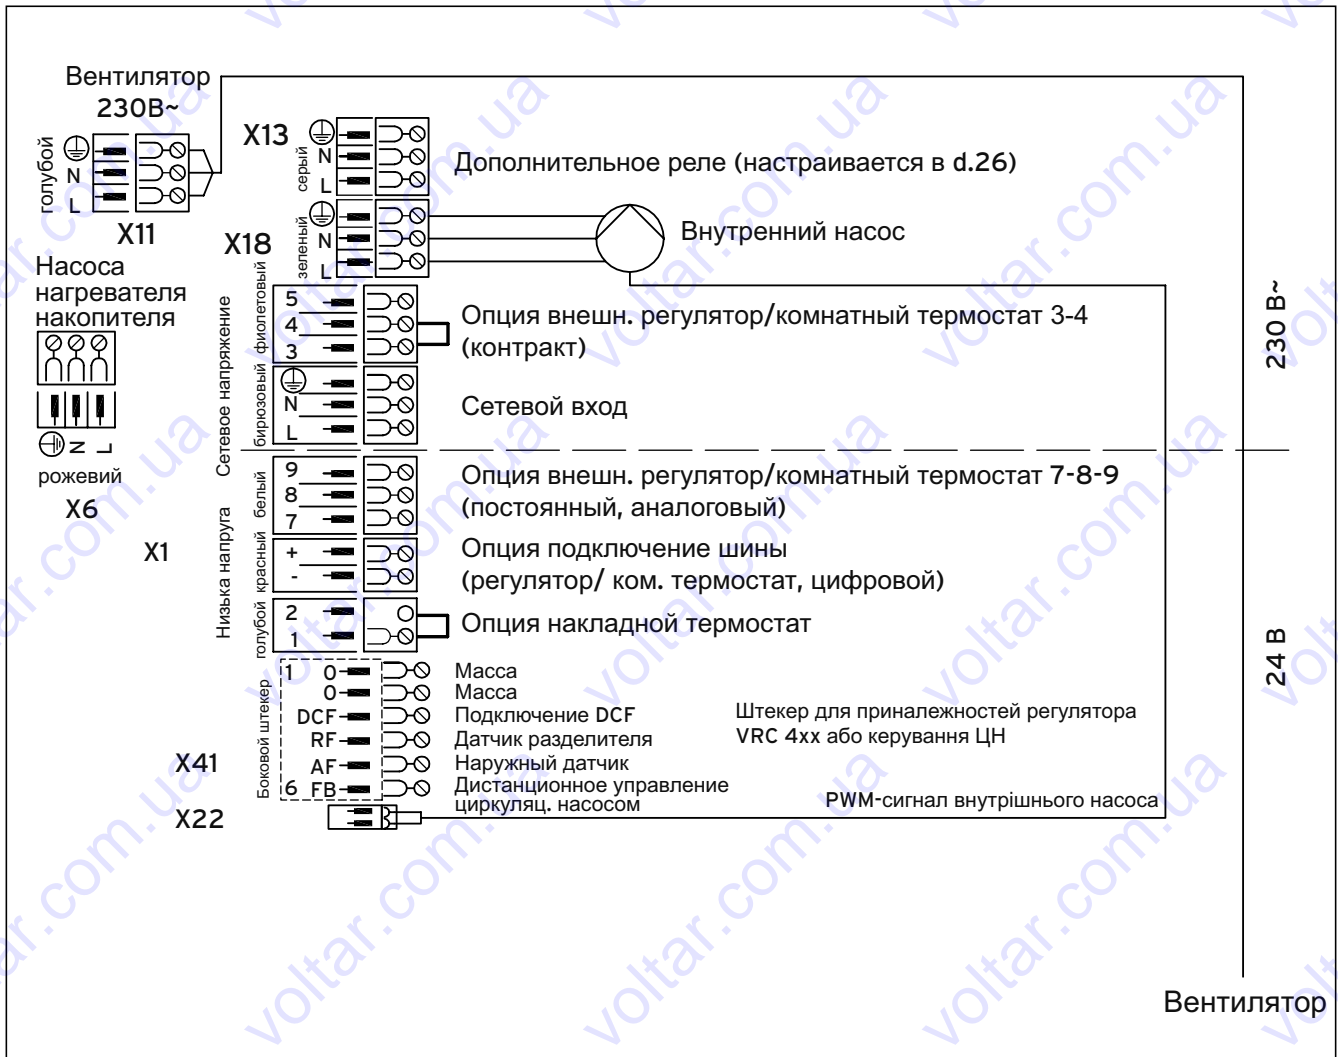 Вентилятор
230В~
голубой
N
L
X11
Насоса
нагревателя
накопителя
N
L
рожевий
X6
X13
серый
N
L
Дополнительное реле (настраивается в d.26)
X18
зеленый
N
L
Внутренний насос
Сетевое напряжение
фиолетовый
5
4
3
Опция внешн. регулятор/комнатный термостат 3-4
(контракт)
бирюзовый
N
L
Сетевой вход
230 В~
X1
Низька напруга
белый
9
8
7
Опция внешн. регулятор/комнатный термостат 7-8-9
(постоянный, аналоговый)
красный
+
-
Опция подключение шины
(регулятор/ ком. термостат, цифровой)
голубой
2
1
Опция накладной термостат
24 В
Боковой штекер
1 0 Масса
0 Масса
DCF Подключение DCF
RF Датчик разделителя
X41
AF Наружный датчик
6 FB Дистанционное управление
циркуляц. насосом
Штекер для приналежностей регулятора
VRC 4xx або керування ЦН
X22
PWM-сигнал внутрішнього насоса
Вентилятор
voltar.com.ua